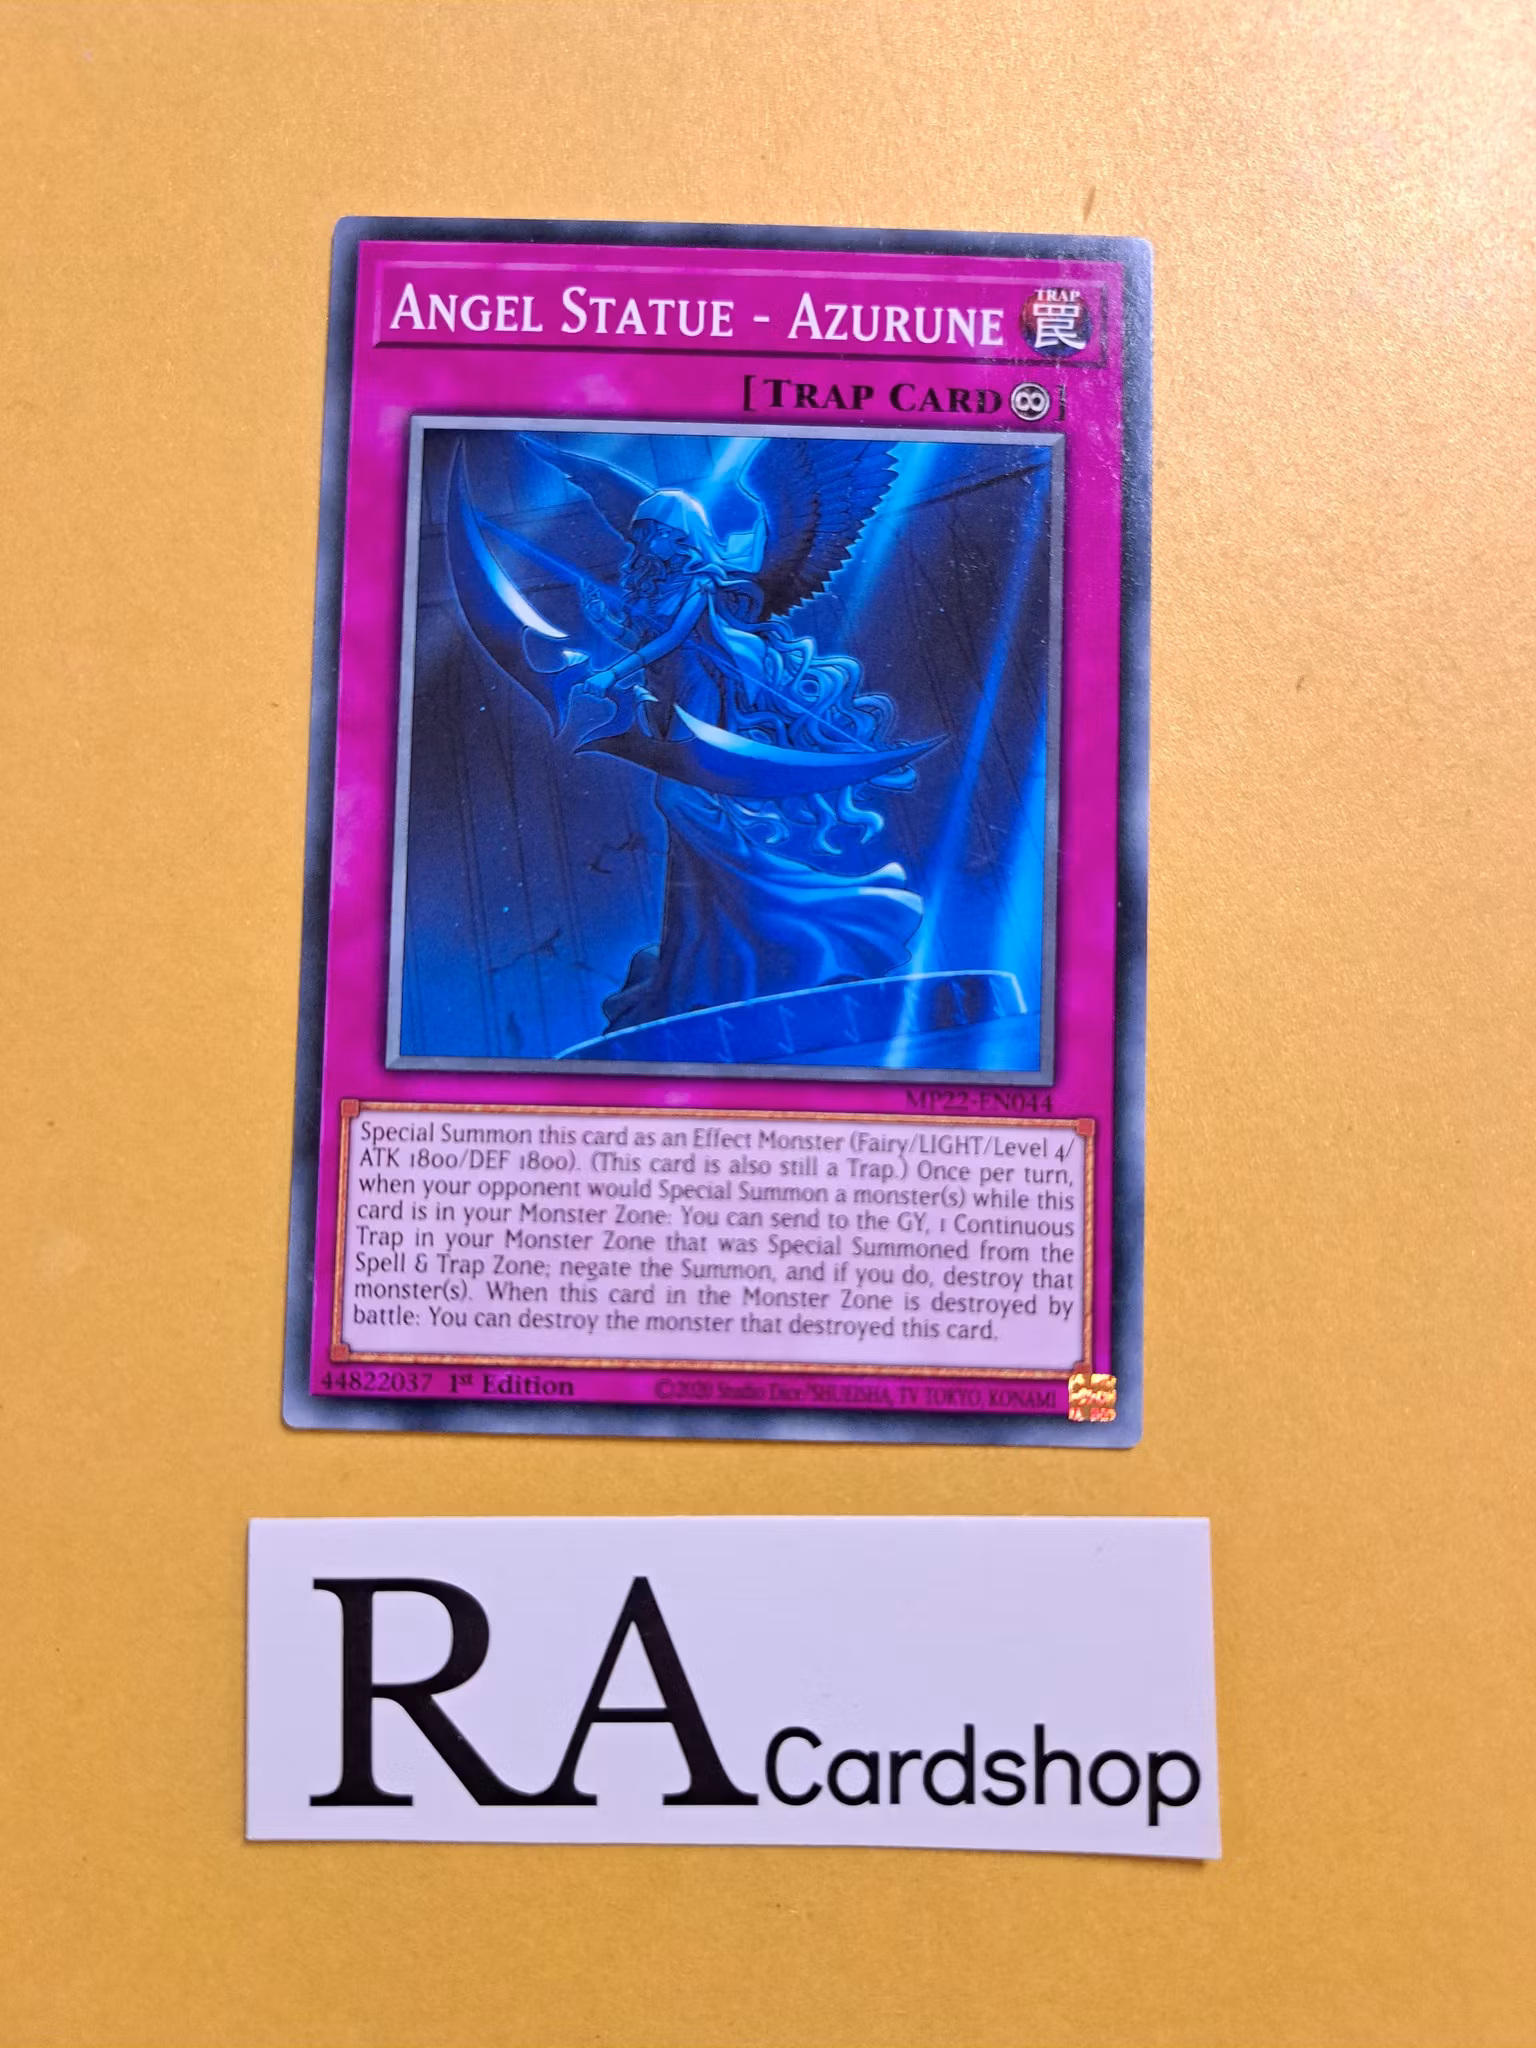 ANGEL STATUE - AZURUNE
TRAP
罠
[TRAP CARD♾]
MP22-EN044
Special Summon this card as an Effect Monster (Fairy/LIGHT/Level 4/
ATK 1800/DEF 1800). (This card is also still a Trap.) Once per turn,
when your opponent would Special Summon a monster(s) while this
card is in your Monster Zone: You can send to the GY, 1 Continuous
Trap in your Monster Zone that was Special Summoned from the
Spell & Trap Zone; negate the Summon, and if you do, destroy that
monster(s). When this card in the Monster Zone is destroyed by
battle: You can destroy the monster that destroyed this card.
44822037 1st Edition
©2020 Studio Dice/SHUEISHA, TV TOKYO, KONAMI
RA Cardshop